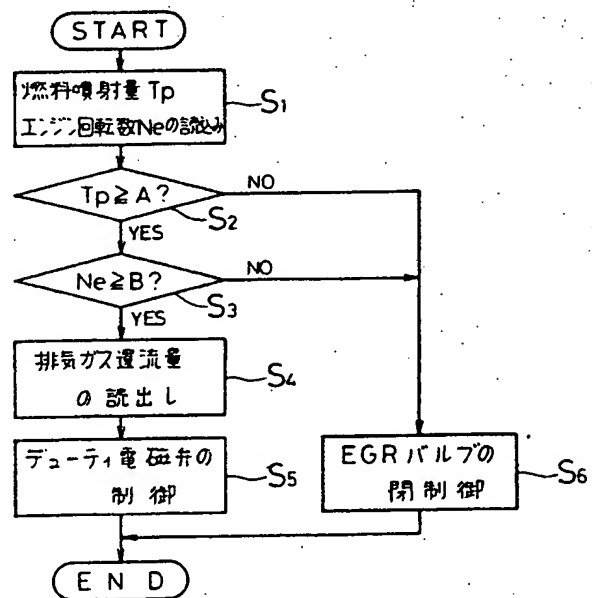 START
燃料噴射量Tp
エンジン回転数Neの読込み
S1
Tp≧A?
NO
S2
YES
Ne≧B?
NO
S3
YES
排気ガス還流量
の読出し
S4
デューティ電磁弁の
制御
S5
EGRバルブの
閉制御
S6
END